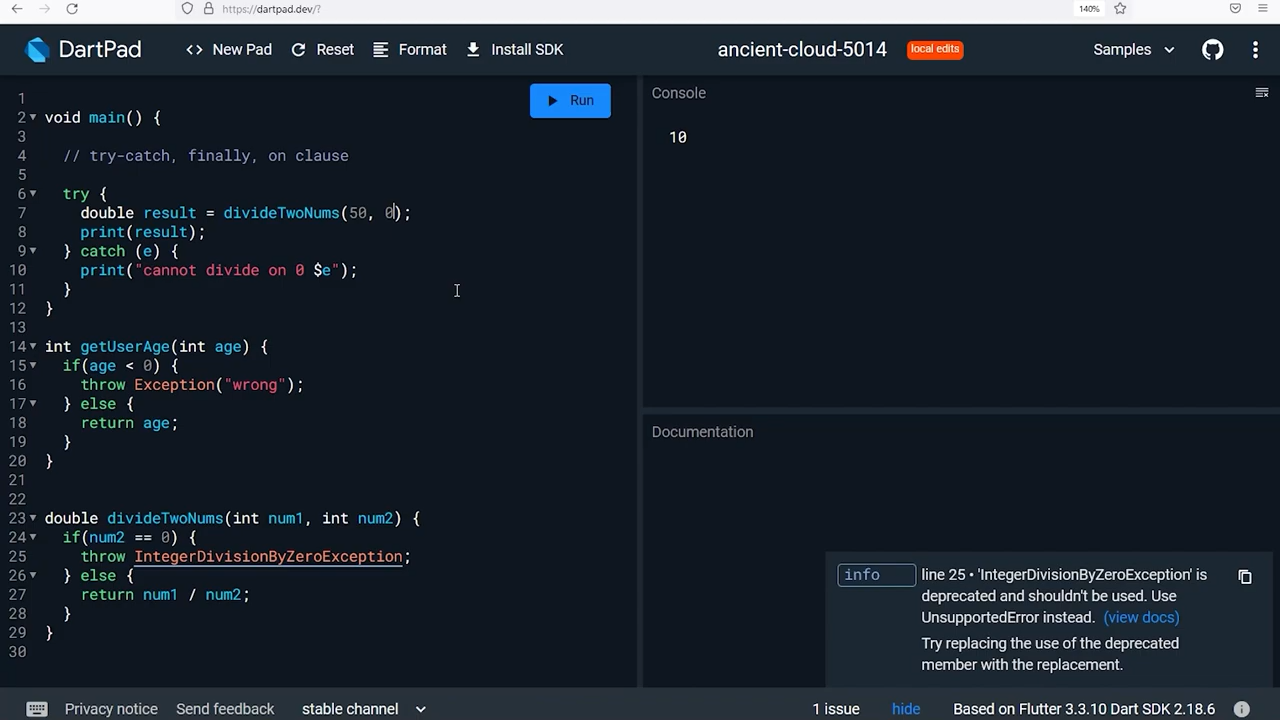 https://dartpad.dev/?
140%
DartPad
<> New Pad
Reset
Format
Install SDK
ancient-cloud-5014
local edits
Samples
Run
1
2 void main() {
3
4 // try-catch, finally, on clause
5
6 try {
7 double result = divideTwoNums(50, 0);
8 print(result);
9 } catch (e) {
10 print("cannot divide on 0 $e");
11 }
12 }
13
14 int getUserAge(int age) {
15 if(age < 0) {
16 throw Exception("wrong");
17 } else {
18 return age;
19 }
20 }
21
22
23 double divideTwoNums(int num1, int num2) {
24 if(num2 == 0) {
25 throw IntegerDivisionByZeroException;
26 } else {
27 return num1 / num2;
28 }
29 }
30
Console
10
Documentation
info
line 25 • 'IntegerDivisionByZeroException' is
deprecated and shouldn't be used. Use
UnsupportedError instead. (view docs)
Try replacing the use of the deprecated
member with the replacement.
Privacy notice
Send feedback
stable channel
1 issue
hide
Based on Flutter 3.3.10 Dart SDK 2.18.6